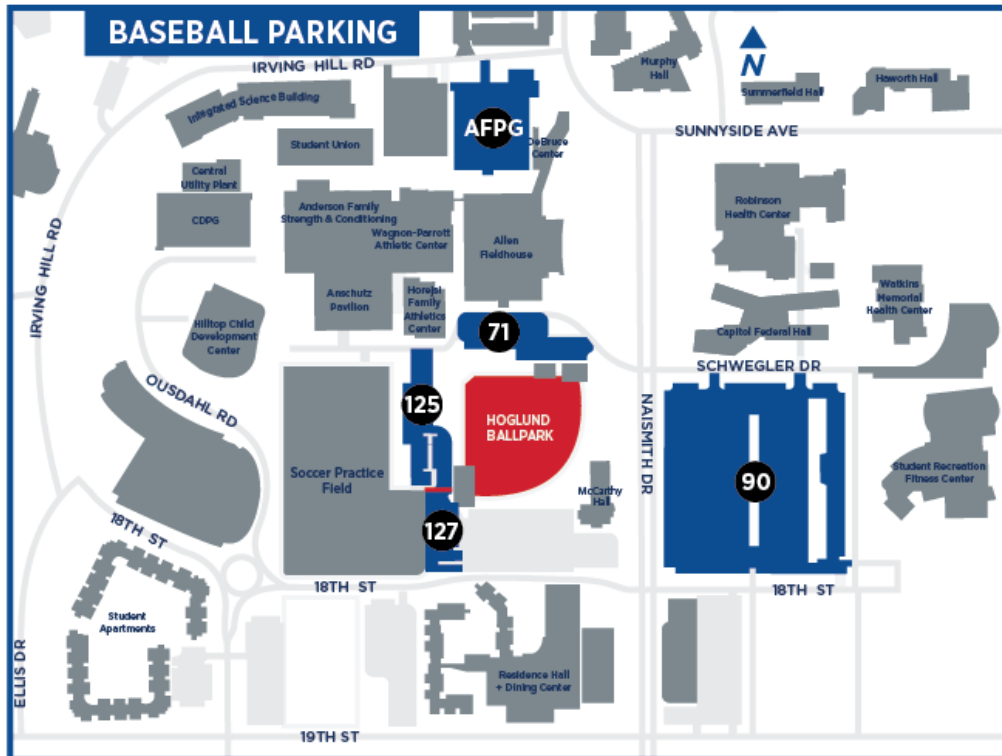 BASEBALL PARKING
IRVING HILL RD
N
Murphy
Hall
Summerfield Hall
Haworth Hall
Integrated Science Building
AFPG
SUNNYSIDE AVE
DeBruce
Center
Student Union
Central
Utility Plant
CDPG
Anderson Family
Strength & Conditioning
Wagnon-Parrott
Athletic Center
Allen
Fieldhouse
Robinson
Health Center
IRVING HILL RD
Anschutz
Pavilion
Horejsi
Family
Athletics
Center
Watkins
Memorial
Health Center
Hilltop Child
Development
Center
71
Capitol Federal Hall
SCHWEGLER DR
OUSDAHL RD
125
HOGLUND
BALLPARK
NAISMITH DR
Soccer Practice
Field
McCarthy
Hall
90
Student Recreation
Fitness Center
127
18TH ST
18TH ST
18TH ST
Student
Apartments
ELLIS DR
Residence Hall
+ Dining Center
19TH ST